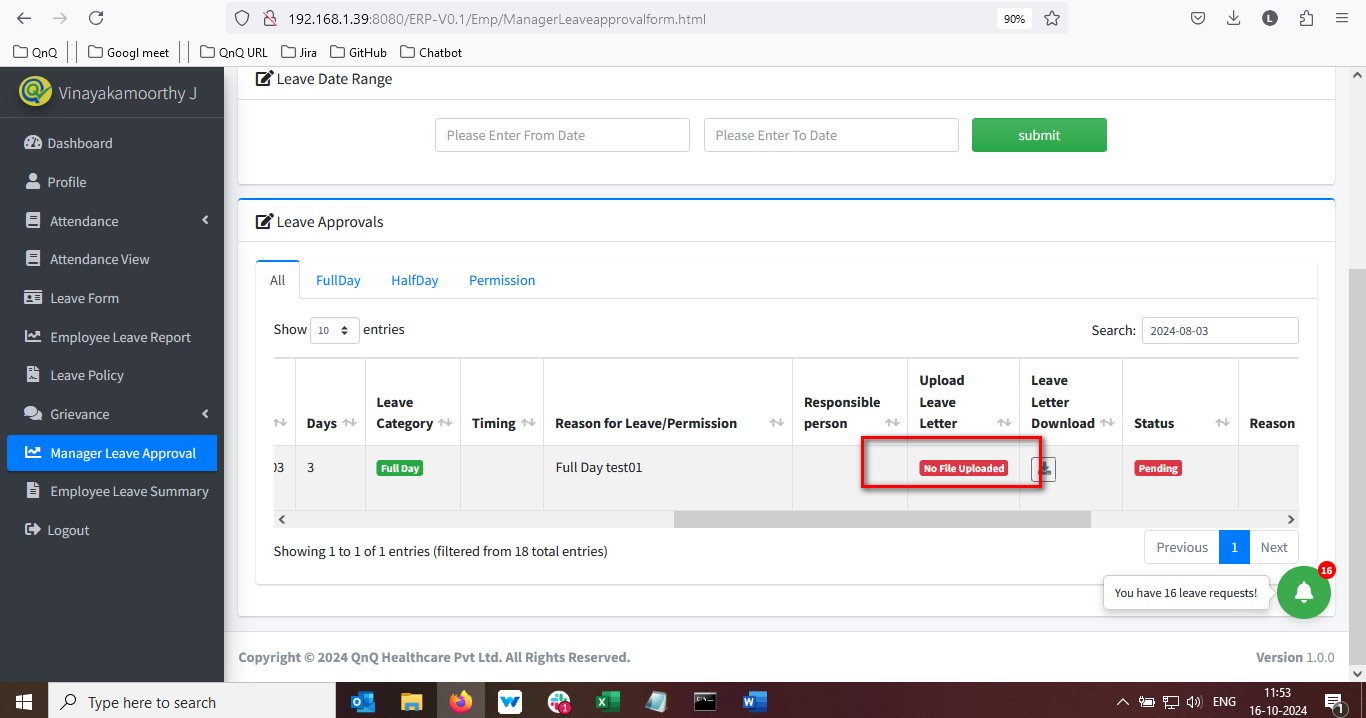 192.168.1.39:8080/ERP-V0.1/Emp/ManagerLeaveapprovalform.html
90%
L
QnQ
Googl meet
QnQ URL
Jira
GitHub
Chatbot
Vinayakamoorthy J
Dashboard
Profile
Attendance
Attendance View
Leave Form
Employee Leave Report
Leave Policy
Grievance
Manager Leave Approval
Employee Leave Summary
Logout
Leave Date Range
Please Enter From Date
Please Enter To Date
submit
Leave Approvals
All
FullDay
HalfDay
Permission
Show 10 entries
Search: 2024-08-03
Days
Leave
Category
Timing
Reason for Leave/Permission
Responsible
person
Upload
Leave
Letter
Leave
Letter
Download
Status
Reason
03
3
Full Day
Full Day test01
No File Uploaded
Pending
Showing 1 to 1 of 1 entries (filtered from 18 total entries)
Previous
1
Next
16
You have 16 leave requests!
Copyright © 2024 QnQ Healthcare Pvt Ltd. All Rights Reserved.
Version 1.0.0
Type here to search
1
ENG
11:53
16-10-2024
1